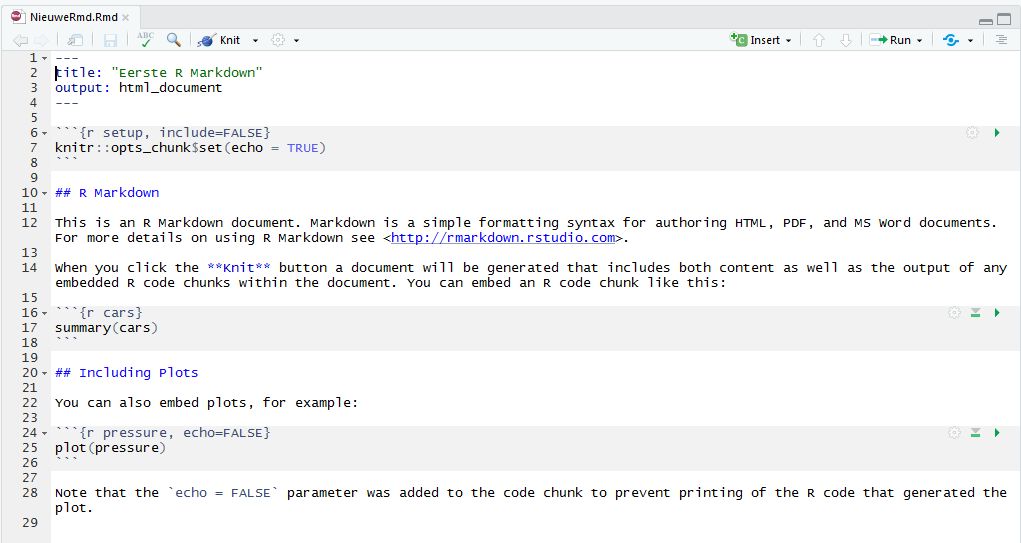 NieuweRmd.Rmd
ABC Knit Insert Run
1 ---
2 title: "Eerste R Markdown"
3 output: html_document
4 ---
5
6 ```{r setup, include=FALSE}
7 knitr::opts_chunk$set(echo = TRUE)
8 ```
9
10 ## R Markdown
11
12 This is an R Markdown document. Markdown is a simple formatting syntax for authoring HTML, PDF, and MS Word documents.
For more details on using R Markdown see <http://rmarkdown.rstudio.com>.
13
14 When you click the **Knit** button a document will be generated that includes both content as well as the output of any
embedded R code chunks within the document. You can embed an R code chunk like this:
15
16 ```{r cars}
17 summary(cars)
18 ```
19
20 ## Including Plots
21
22 You can also embed plots, for example:
23
24 ```{r pressure, echo=FALSE}
25 plot(pressure)
26 ```
27
28 Note that the `echo = FALSE` parameter was added to the code chunk to prevent printing of the R code that generated the
plot.
29